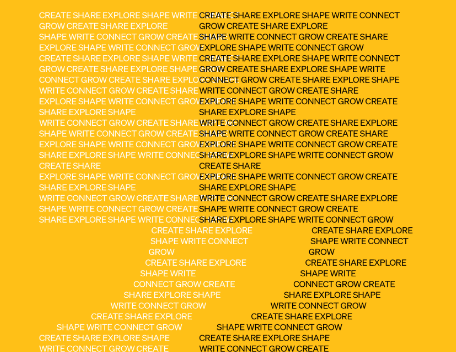 CREATE SHARE EXPLORE SHAPE WRITE CREATE SHARE EXPLORE SHAPE WRITE CONNECT
GROW CREATE SHARE EXPLORE GROW CREATE SHARE EXPLORE
SHAPE WRITE CONNECT GROW CREATE SHAPE WRITE CONNECT GROW CREATE SHARE
EXPLORE SHAPE WRITE CONNECT GROW EXPLORE SHAPE WRITE CONNECT GROW
CREATE SHARE EXPLORE SHAPE WRITE CREATE SHARE EXPLORE SHAPE WRITE CONNECT
GROW CREATE SHARE EXPLORE SHAPE GROW CREATE SHARE EXPLORE SHAPE WRITE
CONNECT GROW CREATE SHARE EXPLORE CONNECT GROW CREATE SHARE EXPLORE SHAPE
WRITE CONNECT GROW CREATE SHARE WRITE CONNECT GROW CREATE SHARE
EXPLORE SHAPE WRITE CONNECT GROW EXPLORE SHAPE WRITE CONNECT GROW CREATE
SHARE EXPLORE SHAPE SHARE EXPLORE SHAPE
WRITE CONNECT GROW CREATE SHARE WRITE CONNECT GROW CREATE SHARE EXPLORE
SHAPE WRITE CONNECT GROW CREATE SHAPE WRITE CONNECT GROW CREATE SHARE
EXPLORE SHAPE WRITE CONNECT GROW EXPLORE SHAPE WRITE CONNECT GROW CREATE
SHARE EXPLORE SHAPE WRITE CONNECT SHARE EXPLORE SHAPE WRITE CONNECT GROW
CREATE SHARE CREATE SHARE
EXPLORE SHAPE WRITE CONNECT GROW EXPLORE SHAPE WRITE CONNECT GROW CREATE
SHARE EXPLORE SHAPE SHARE EXPLORE SHAPE
WRITE CONNECT GROW CREATE SHARE WRITE CONNECT GROW CREATE SHARE EXPLORE
SHAPE WRITE CONNECT GROW CREATE SHAPE WRITE CONNECT GROW CREATE
SHARE EXPLORE SHAPE WRITE CONNECT SHARE EXPLORE SHAPE WRITE CONNECT GROW
CREATE SHARE EXPLORE CREATE SHARE EXPLORE
SHAPE WRITE CONNECT SHAPE WRITE CONNECT
GROW GROW
CREATE SHARE EXPLORE CREATE SHARE EXPLORE
SHAPE WRITE SHAPE WRITE
CONNECT GROW CREATE CONNECT GROW CREATE
SHARE EXPLORE SHAPE SHARE EXPLORE SHAPE
WRITE CONNECT GROW WRITE CONNECT GROW
CREATE SHARE EXPLORE CREATE SHARE EXPLORE
SHAPE WRITE CONNECT GROW SHAPE WRITE CONNECT GROW
CREATE SHARE EXPLORE SHAPE CREATE SHARE EXPLORE SHAPE
WRITE CONNECT GROW CREATE WRITE CONNECT GROW CREATE